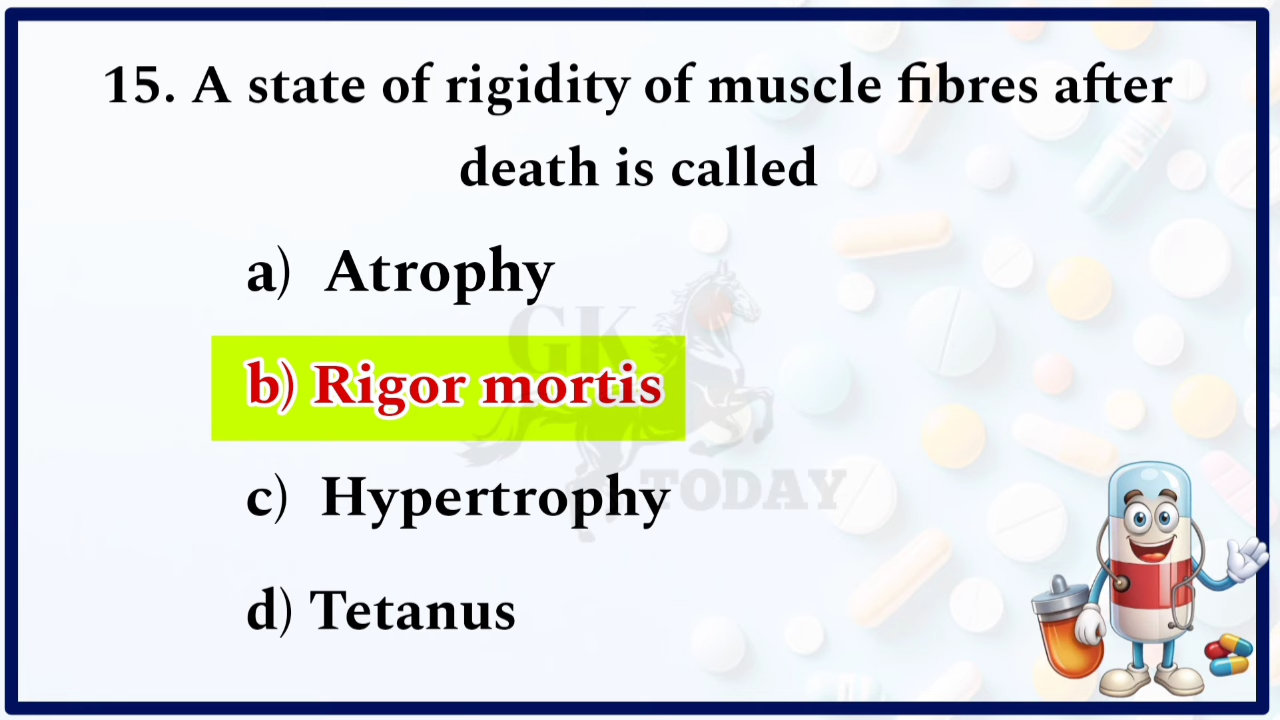 15. A state of rigidity of muscle fibres after
death is called
a) Atrophy
b) Rigor mortis
c) Hypertrophy
d) Tetanus
GK
TODAY